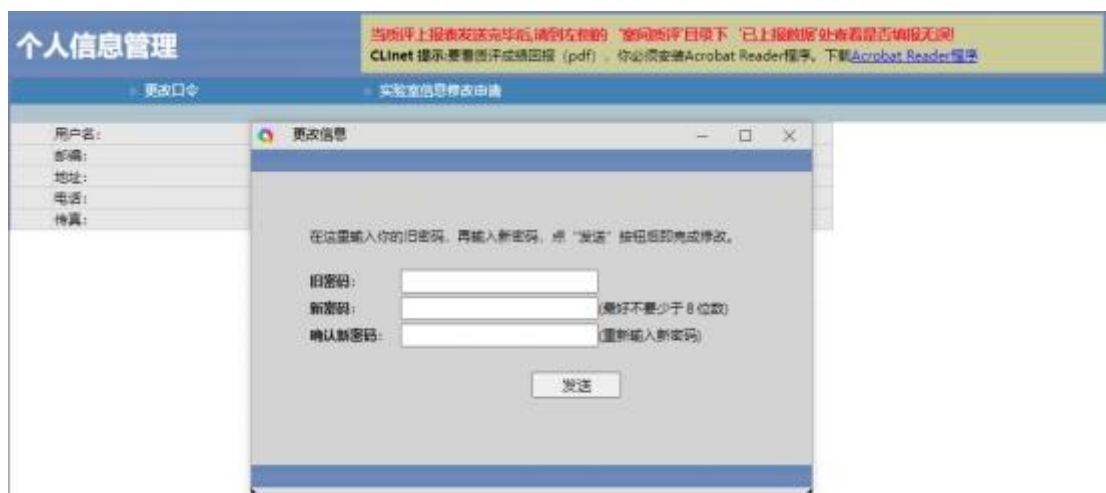 个人信息管理
当质评上报表发送完毕后,请到左侧的 '室间质评'目录下 '已上报数据'处查看是否填报无误!
CLInet 提示:要看质评成绩回报 (pdf) , 你必须安装Acrobat Reader程序。下载Acrobat Reader程序
更改口令
实验室信息修改申请
用户名:
邮编:
地址:
电话:
传真:
更改信息
在这里输入你的旧密码,再输入新密码,点 "发送" 按钮后即完成修改。
旧密码:
新密码: (最好不要少于 8 位数)
确认新密码: (重新输入新密码)
发送